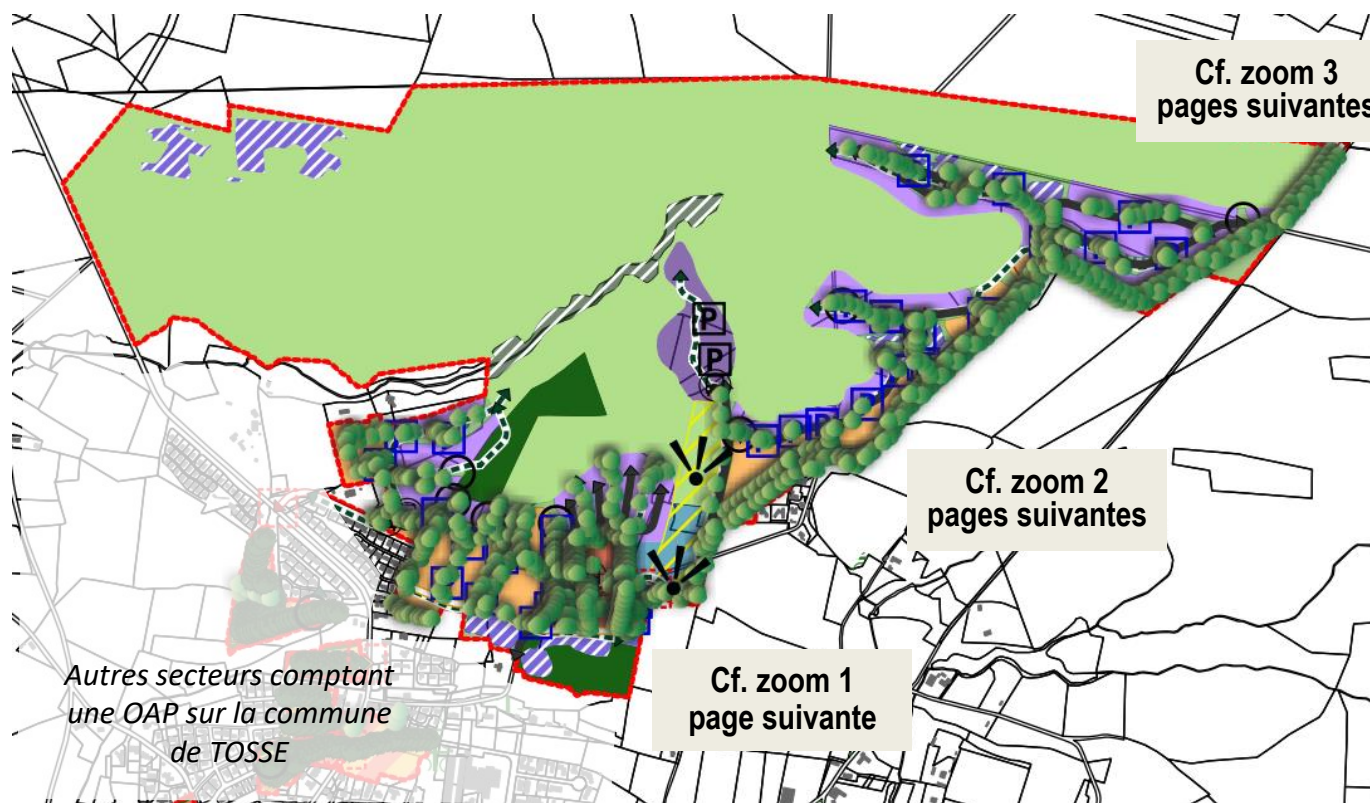 Cf. zoom 3
pages suivantes
P
P
Cf. zoom 2
pages suivantes
Autres secteurs comptant
une OAP sur la commune
de TOSSE
Cf. zoom 1
page suivante